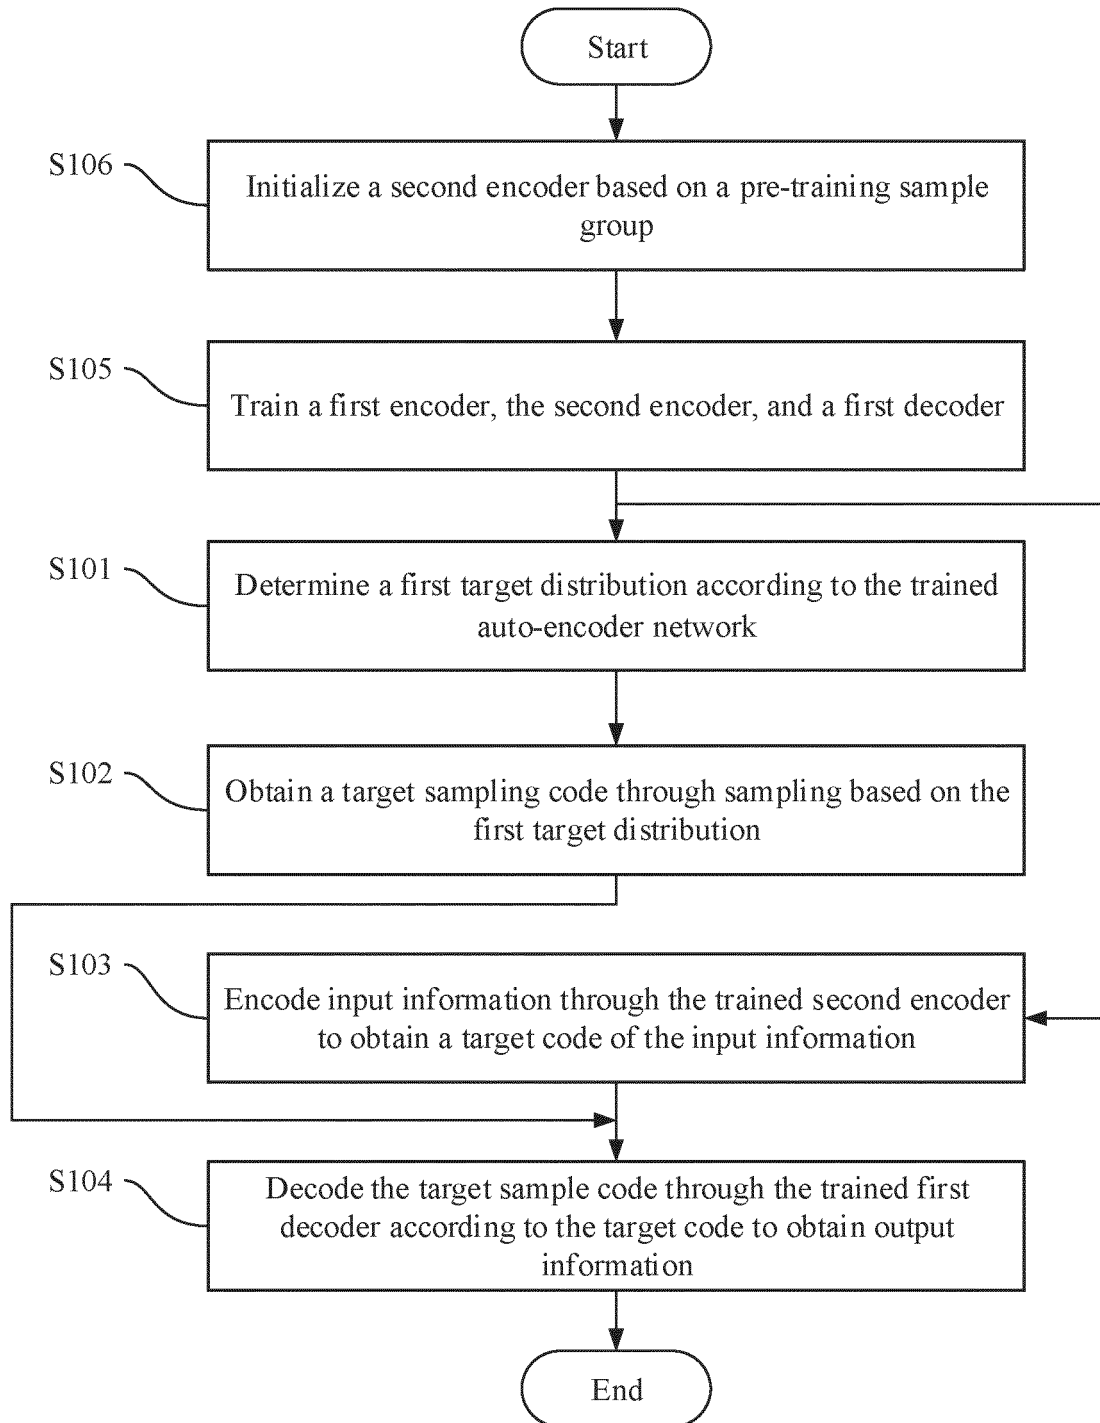 Start
S106
Initialize a second encoder based on a pre-training sample
group
S105
Train a first encoder, the second encoder, and a first decoder
S101
Determine a first target distribution according to the trained
auto-encoder network
S102
Obtain a target sampling code through sampling based on the
first target distribution
S103
Encode input information through the trained second encoder
to obtain a target code of the input information
S104
Decode the target sample code through the trained first
decoder according to the target code to obtain output
information
End